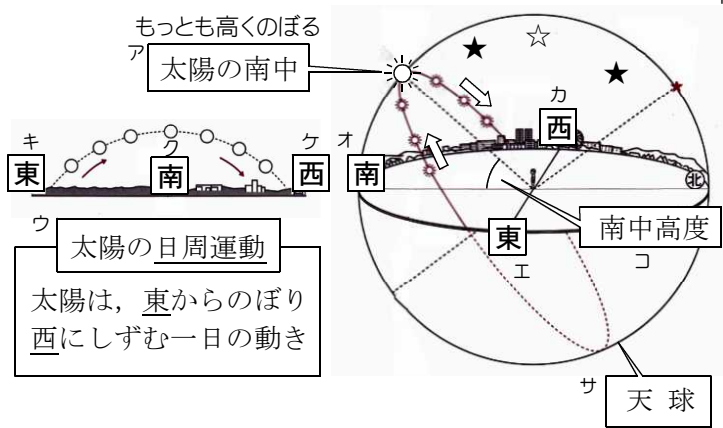 もっとも高くのぼる
ア
太陽の南中
カ
西
キ
東
ク
南
ケ
西
オ
南
北
南中高度
東
エ
コ
ウ
太陽の日周運動
太陽は，東からのぼり
西にしずむ一日の動き
サ
天 球